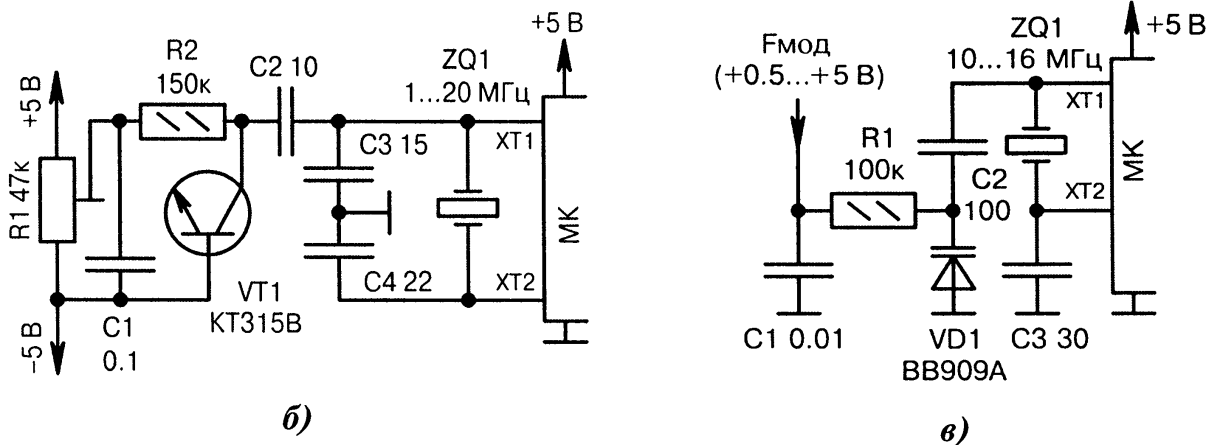 +5 В
R2
150к
C2 10
ZQ1
1...20 МГц
+5 В
XT1
C3 15
R1 47к
МК
C4 22
XT2
VT1
КТ315В
C1
0.1
−5 В
б)
Fмод
(+0.5...+5 В)
ZQ1
10...16 МГц
+5 В
XT1
R1
100к
C2
100
XT2
МК
C1 0.01
VD1
BB909A
C3 30
в)